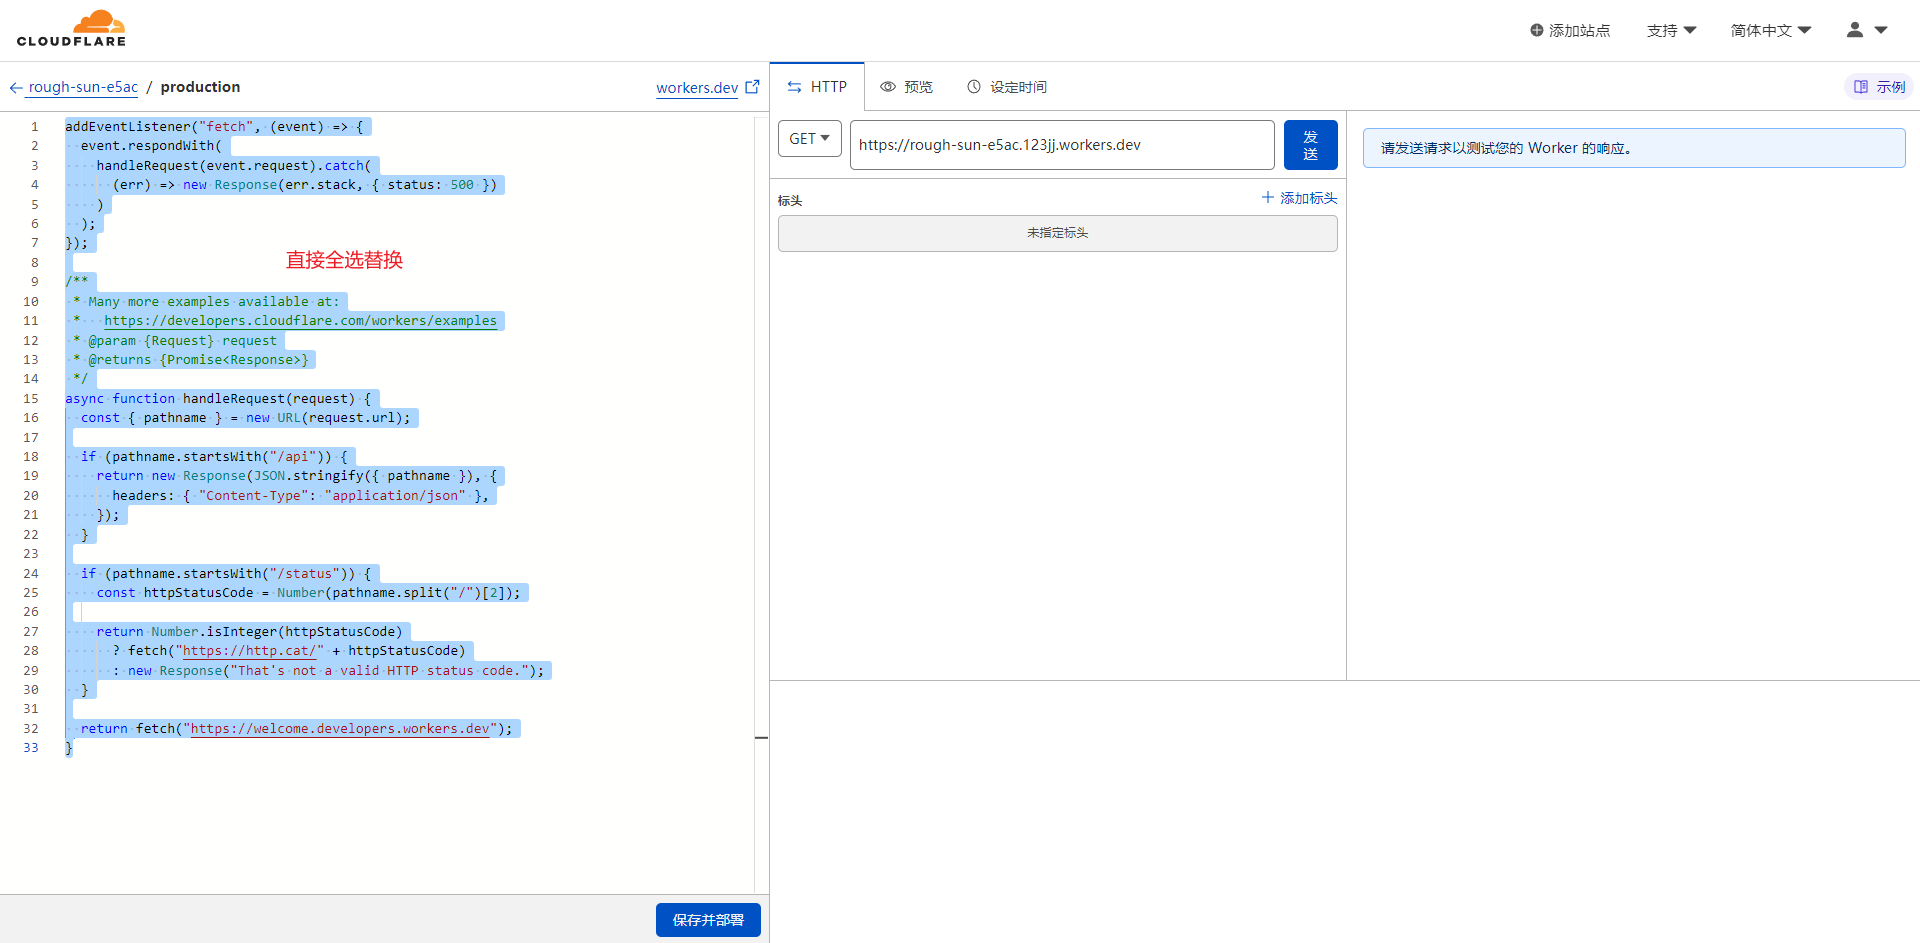 CLOUDFLARE
添加站点 支持 简体中文
rough-sun-e5ac / production workers.dev
HTTP 预览 设定时间 示例
GET https://rough-sun-e5ac.123jj.workers.dev 发送
请发送请求以测试您的 Worker 的响应。
标头 添加标头
未指定标头
1 addEventListener("fetch", (event) => {
2 event.respondWith(
3 handleRequest(event.request).catch(
4 (err) => new Response(err.stack, { status: 500 })
5 )
6 );
7 });
直接全选替换
8
9 /**
10 * Many more examples available at:
11 * https://developers.cloudflare.com/workers/examples
12 * @param {Request} request
13 * @returns {Promise<Response>}
14 */
15 async function handleRequest(request) {
16 const { pathname } = new URL(request.url);
17
18 if (pathname.startsWith("/api")) {
19 return new Response(JSON.stringify({ pathname }), {
20 headers: { "Content-Type": "application/json" },
21 });
22 }
23
24 if (pathname.startsWith("/status")) {
25 const httpStatusCode = Number(pathname.split("/")[2]);
26
27 return Number.isInteger(httpStatusCode)
28 ? fetch("https://http.cat/" + httpStatusCode)
29 : new Response("That's not a valid HTTP status code.");
30 }
31
32 return fetch("https://welcome.developers.workers.dev");
33 }
保存并部署